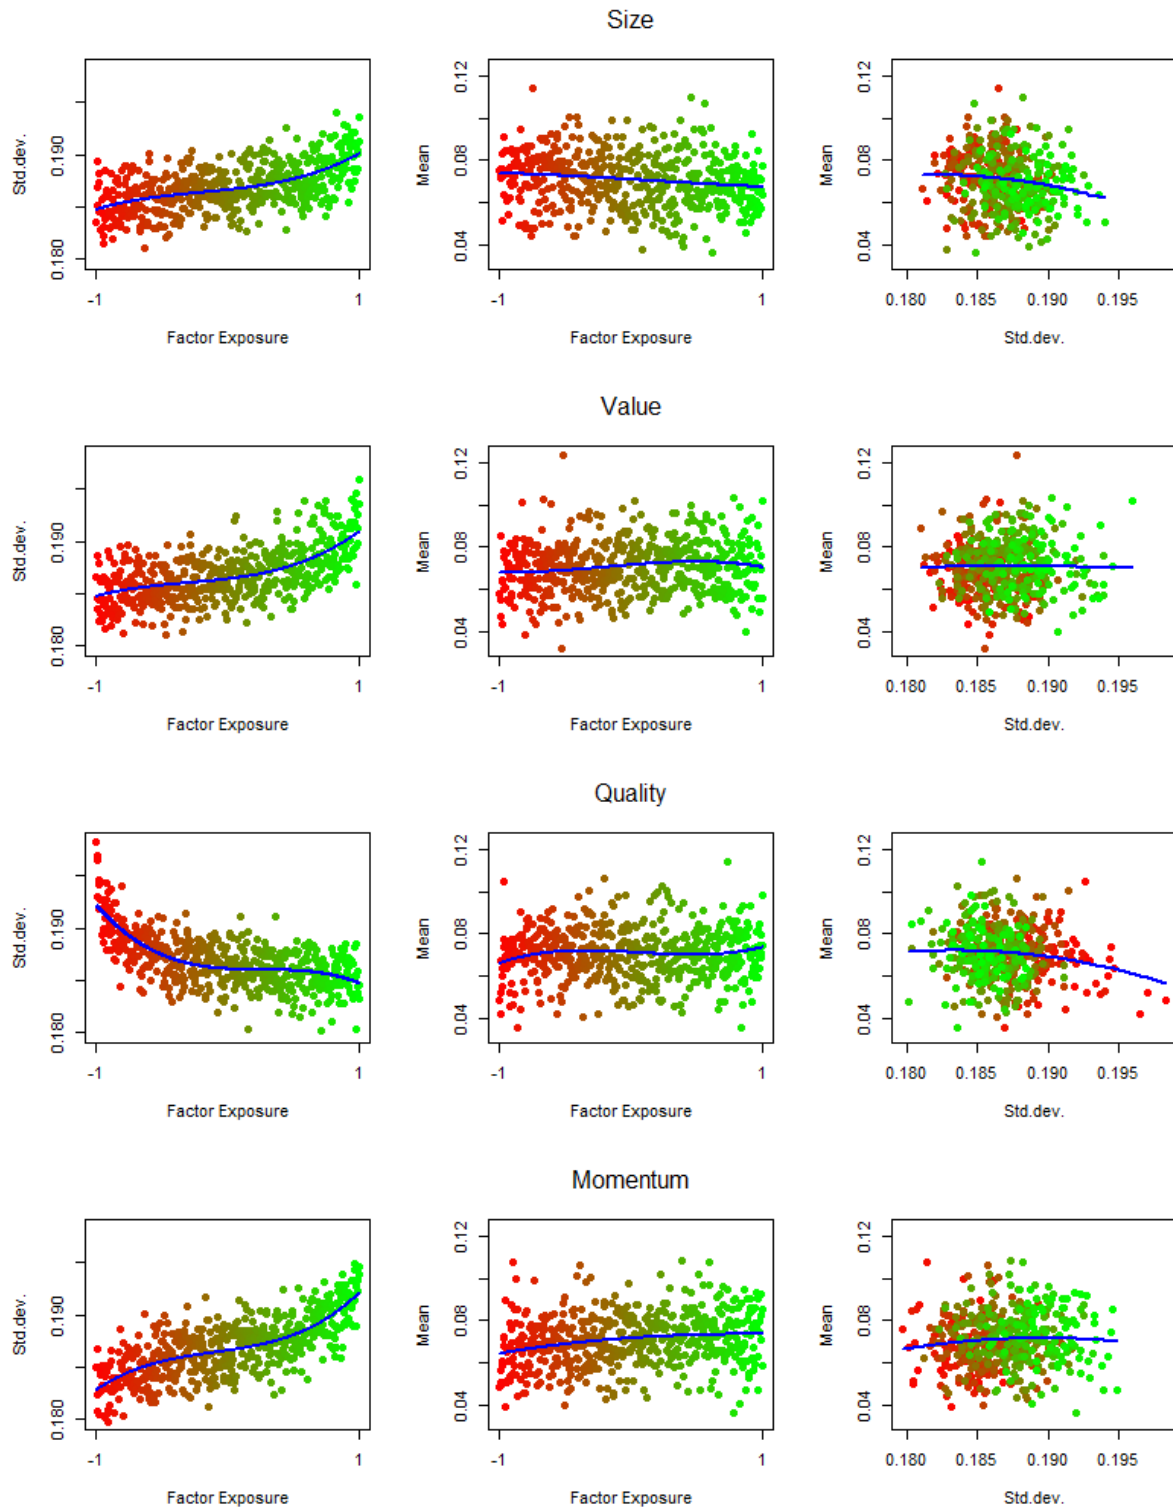 Size
Std.dev.
0.180 0.190
-1 1
Factor Exposure
Mean
0.04 0.08 0.12
-1 1
Factor Exposure
Mean
0.04 0.08 0.12
0.180 0.185 0.190 0.195
Std.dev.
Value
Std.dev.
0.180 0.190
-1 1
Factor Exposure
Mean
0.04 0.08 0.12
-1 1
Factor Exposure
Mean
0.04 0.08 0.12
0.180 0.185 0.190 0.195
Std.dev.
Quality
Std.dev.
0.180 0.190
-1 1
Factor Exposure
Mean
0.04 0.08 0.12
-1 1
Factor Exposure
Mean
0.04 0.08 0.12
0.180 0.185 0.190 0.195
Std.dev.
Momentum
Std.dev.
0.180 0.190
-1 1
Factor Exposure
Mean
0.04 0.08 0.12
-1 1
Factor Exposure
Mean
0.04 0.08 0.12
0.180 0.185 0.190 0.195
Std.dev.